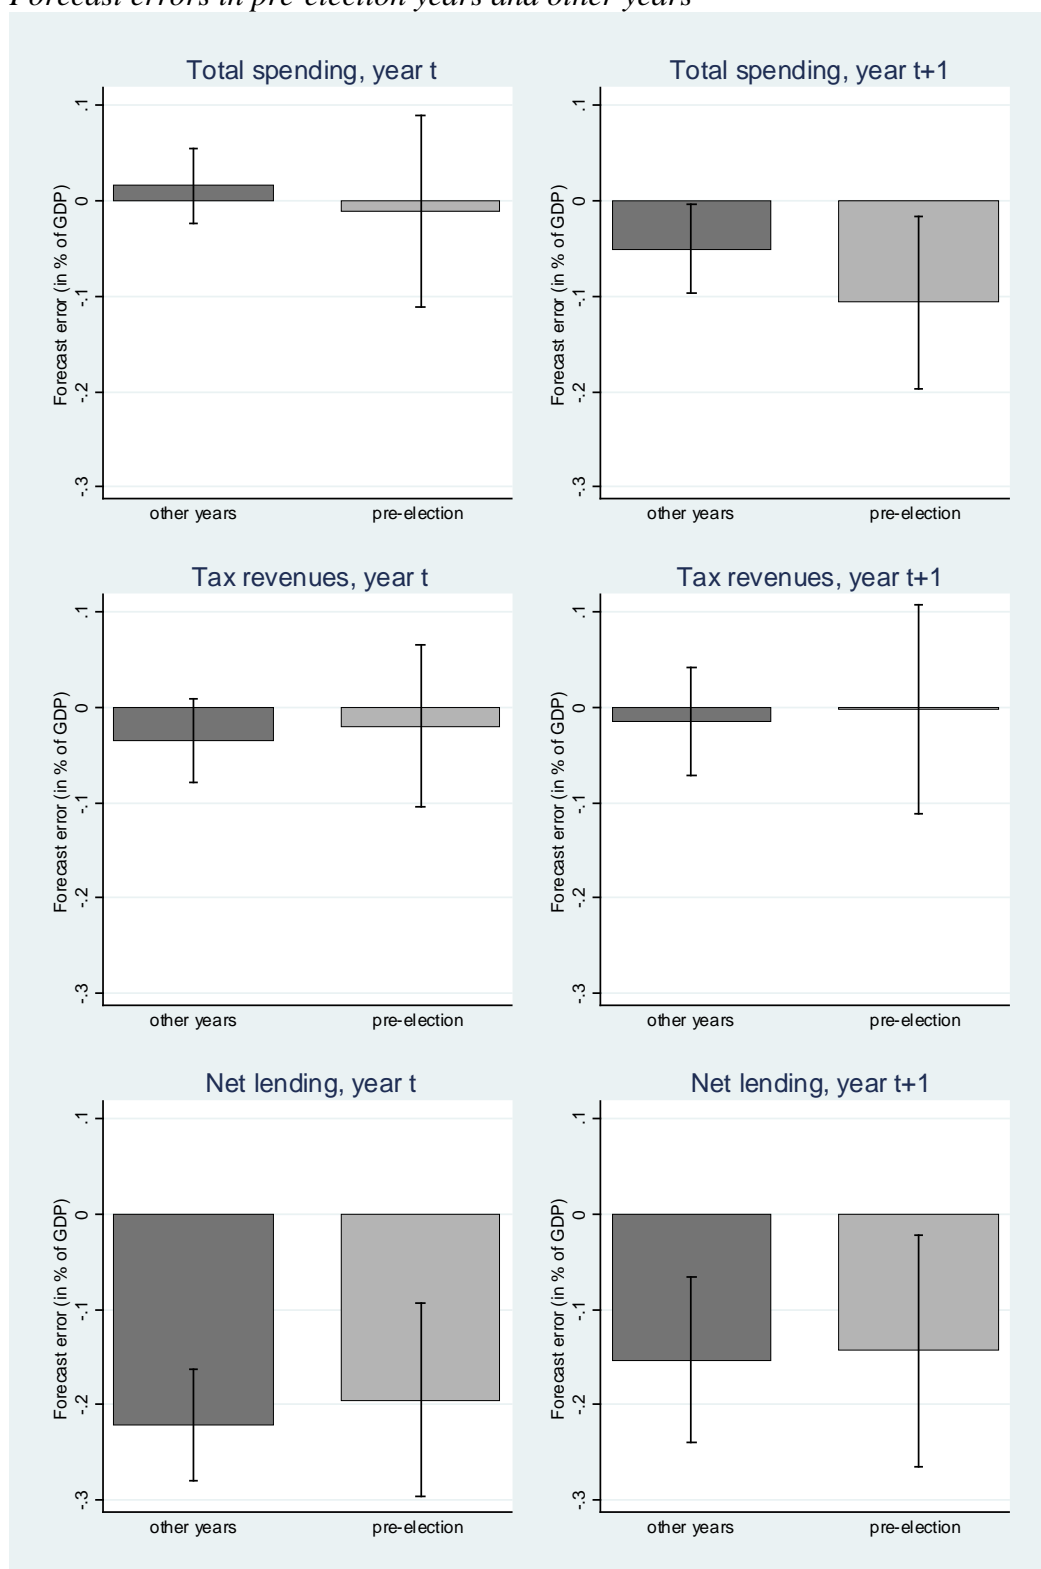 Forecast errors in pre-election years and other years
Total spending, year t
Total spending, year t+1
Forecast error (in % of GDP)
.1
0
-.1
-.2
-.3
other years
pre-election
Forecast error (in % of GDP)
.1
0
-.1
-.2
-.3
other years
pre-election
Tax revenues, year t
Tax revenues, year t+1
Forecast error (in % of GDP)
.1
0
-.1
-.2
-.3
other years
pre-election
Forecast error (in % of GDP)
.1
0
-.1
-.2
-.3
other years
pre-election
Net lending, year t
Net lending, year t+1
Forecast error (in % of GDP)
.1
0
-.1
-.2
-.3
other years
pre-election
Forecast error (in % of GDP)
.1
0
-.1
-.2
-.3
other years
pre-election